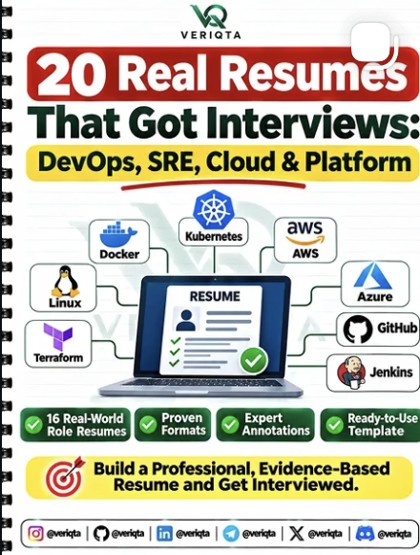 VERIQTA
20 Real Resumes
That Got Interviews:
DevOps, SRE, Cloud & Platform
Docker
Kubernetes
aws
AWS
Linux
RESUME
Azure
Terraform
GitHub
Jenkins
16 Real-World
Role Resumes
Proven
Formats
Expert
Annotations
Ready-to-Use
Template
Build a Professional, Evidence-Based
Resume and Get Interviewed.
@veriqta | @veriqta | @veriqta | @veriqta | @veriqta | @veriqta